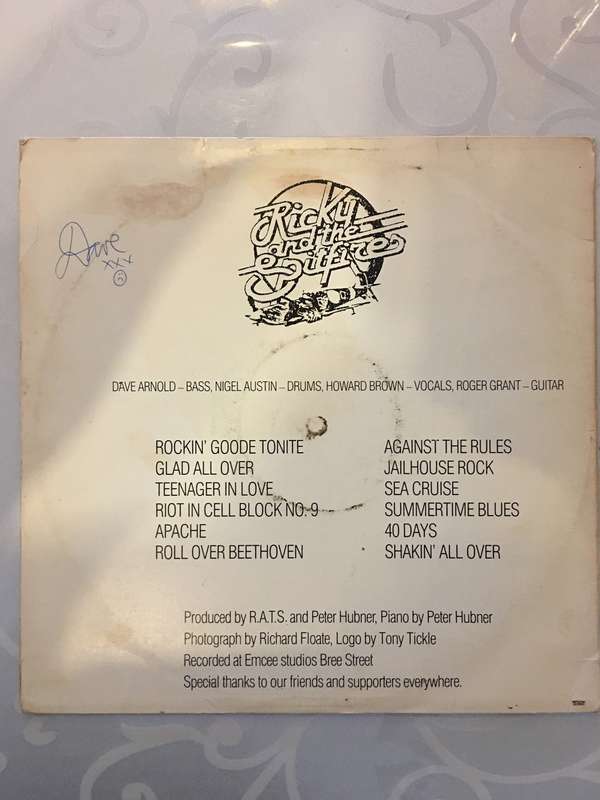 Dave
xxx
Ricky
and the
Spitfires
DAVE ARNOLD – BASS, NIGEL AUSTIN – DRUMS, HOWARD BROWN – VOCALS, ROGER GRANT – GUITAR
ROCKIN' GOODE TONITE
GLAD ALL OVER
TEENAGER IN LOVE
RIOT IN CELL BLOCK NO. 9
APACHE
ROLL OVER BEETHOVEN
AGAINST THE RULES
JAILHOUSE ROCK
SEA CRUISE
SUMMERTIME BLUES
40 DAYS
SHAKIN' ALL OVER
Produced by R.A.T.S. and Peter Hubner, Piano by Peter Hubner
Photograph by Richard Floate, Logo by Tony Tickle
Recorded at Emcee studios Bree Street
Special thanks to our friends and supporters everywhere.